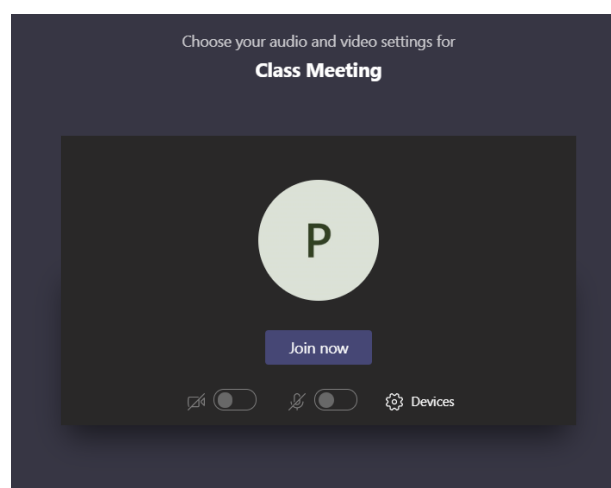 Choose your audio and video settings for
Class Meeting
P
Join now
Devices